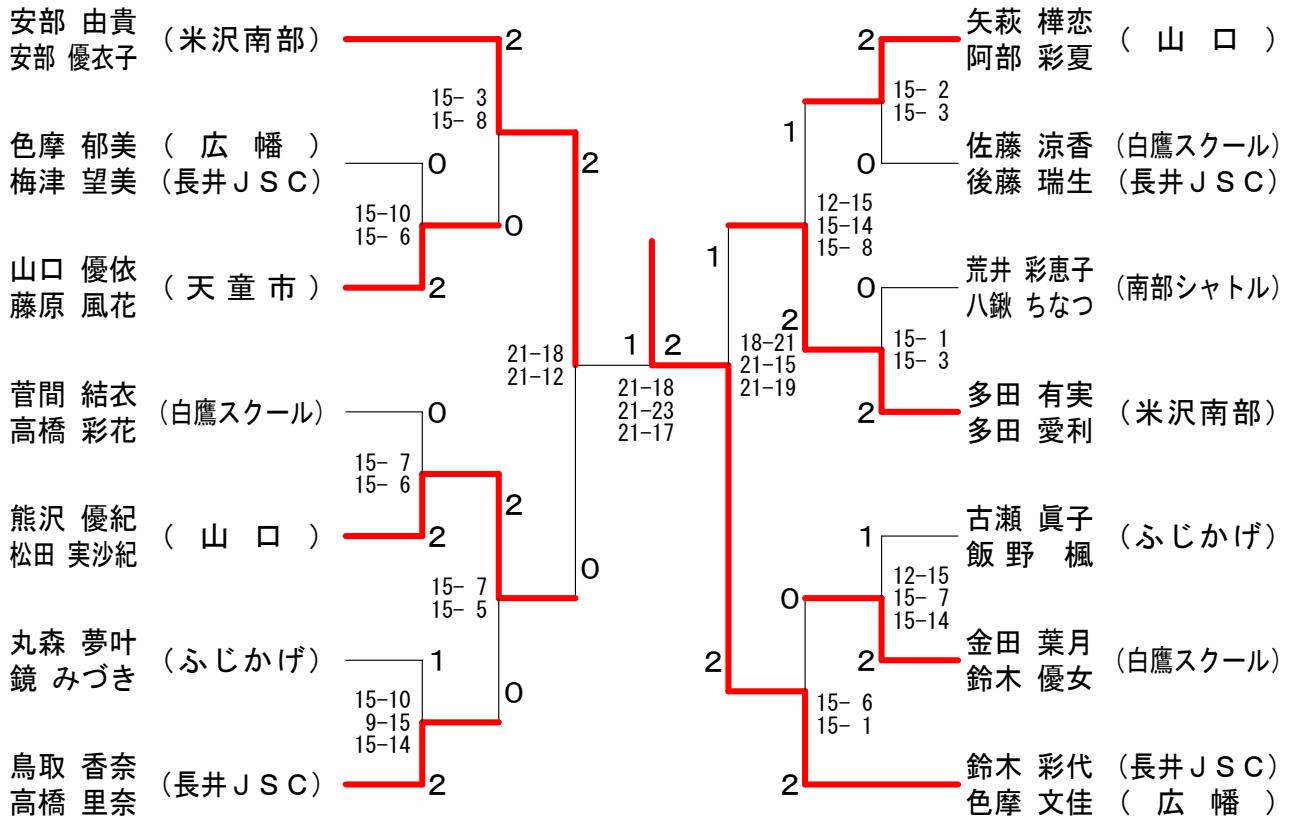 安部 由貴
安部 優衣子
(米沢南部)
2
15- 3
15- 8
色摩 郁美 ( 広 幡 )
梅津 望美 (長井JSC)
0
2
15-10
15- 6
0
山口 優依
藤原 風花
(天童市)
2
21-18
21-12
菅間 結衣
高橋 彩花
(白鷹スクール)
0
15- 7
15- 6
2
熊沢 優紀
松田 実沙紀
( 山 口 )
2
0
15- 7
15- 5
丸森 夢叶
鏡 みづき
(ふじかげ)
1
0
15-10
9-15
15-14
鳥取 香奈
高橋 里奈
(長井JSC)
2
1
2
21-18
21-23
21-17
矢萩 樺恋
阿部 彩夏
( 山 口 )
2
15- 2
15- 3
1
佐藤 涼香 (白鷹スクール)
後藤 瑞生 (長井JSC)
0
12-15
15-14
15- 8
1
荒井 彩恵子
八鍬 ちなつ
(南部シャトル)
0
2
15- 1
15- 3
18-21
21-15
21-19
多田 有実
多田 愛利
(米沢南部)
2
古瀬 眞子
飯野 楓
(ふじかげ)
1
12-15
15- 7
15-14
0
金田 葉月
鈴木 優女
(白鷹スクール)
2
2
15- 6
15- 1
鈴木 彩代 (長井JSC)
色摩 文佳 ( 広 幡 )
2